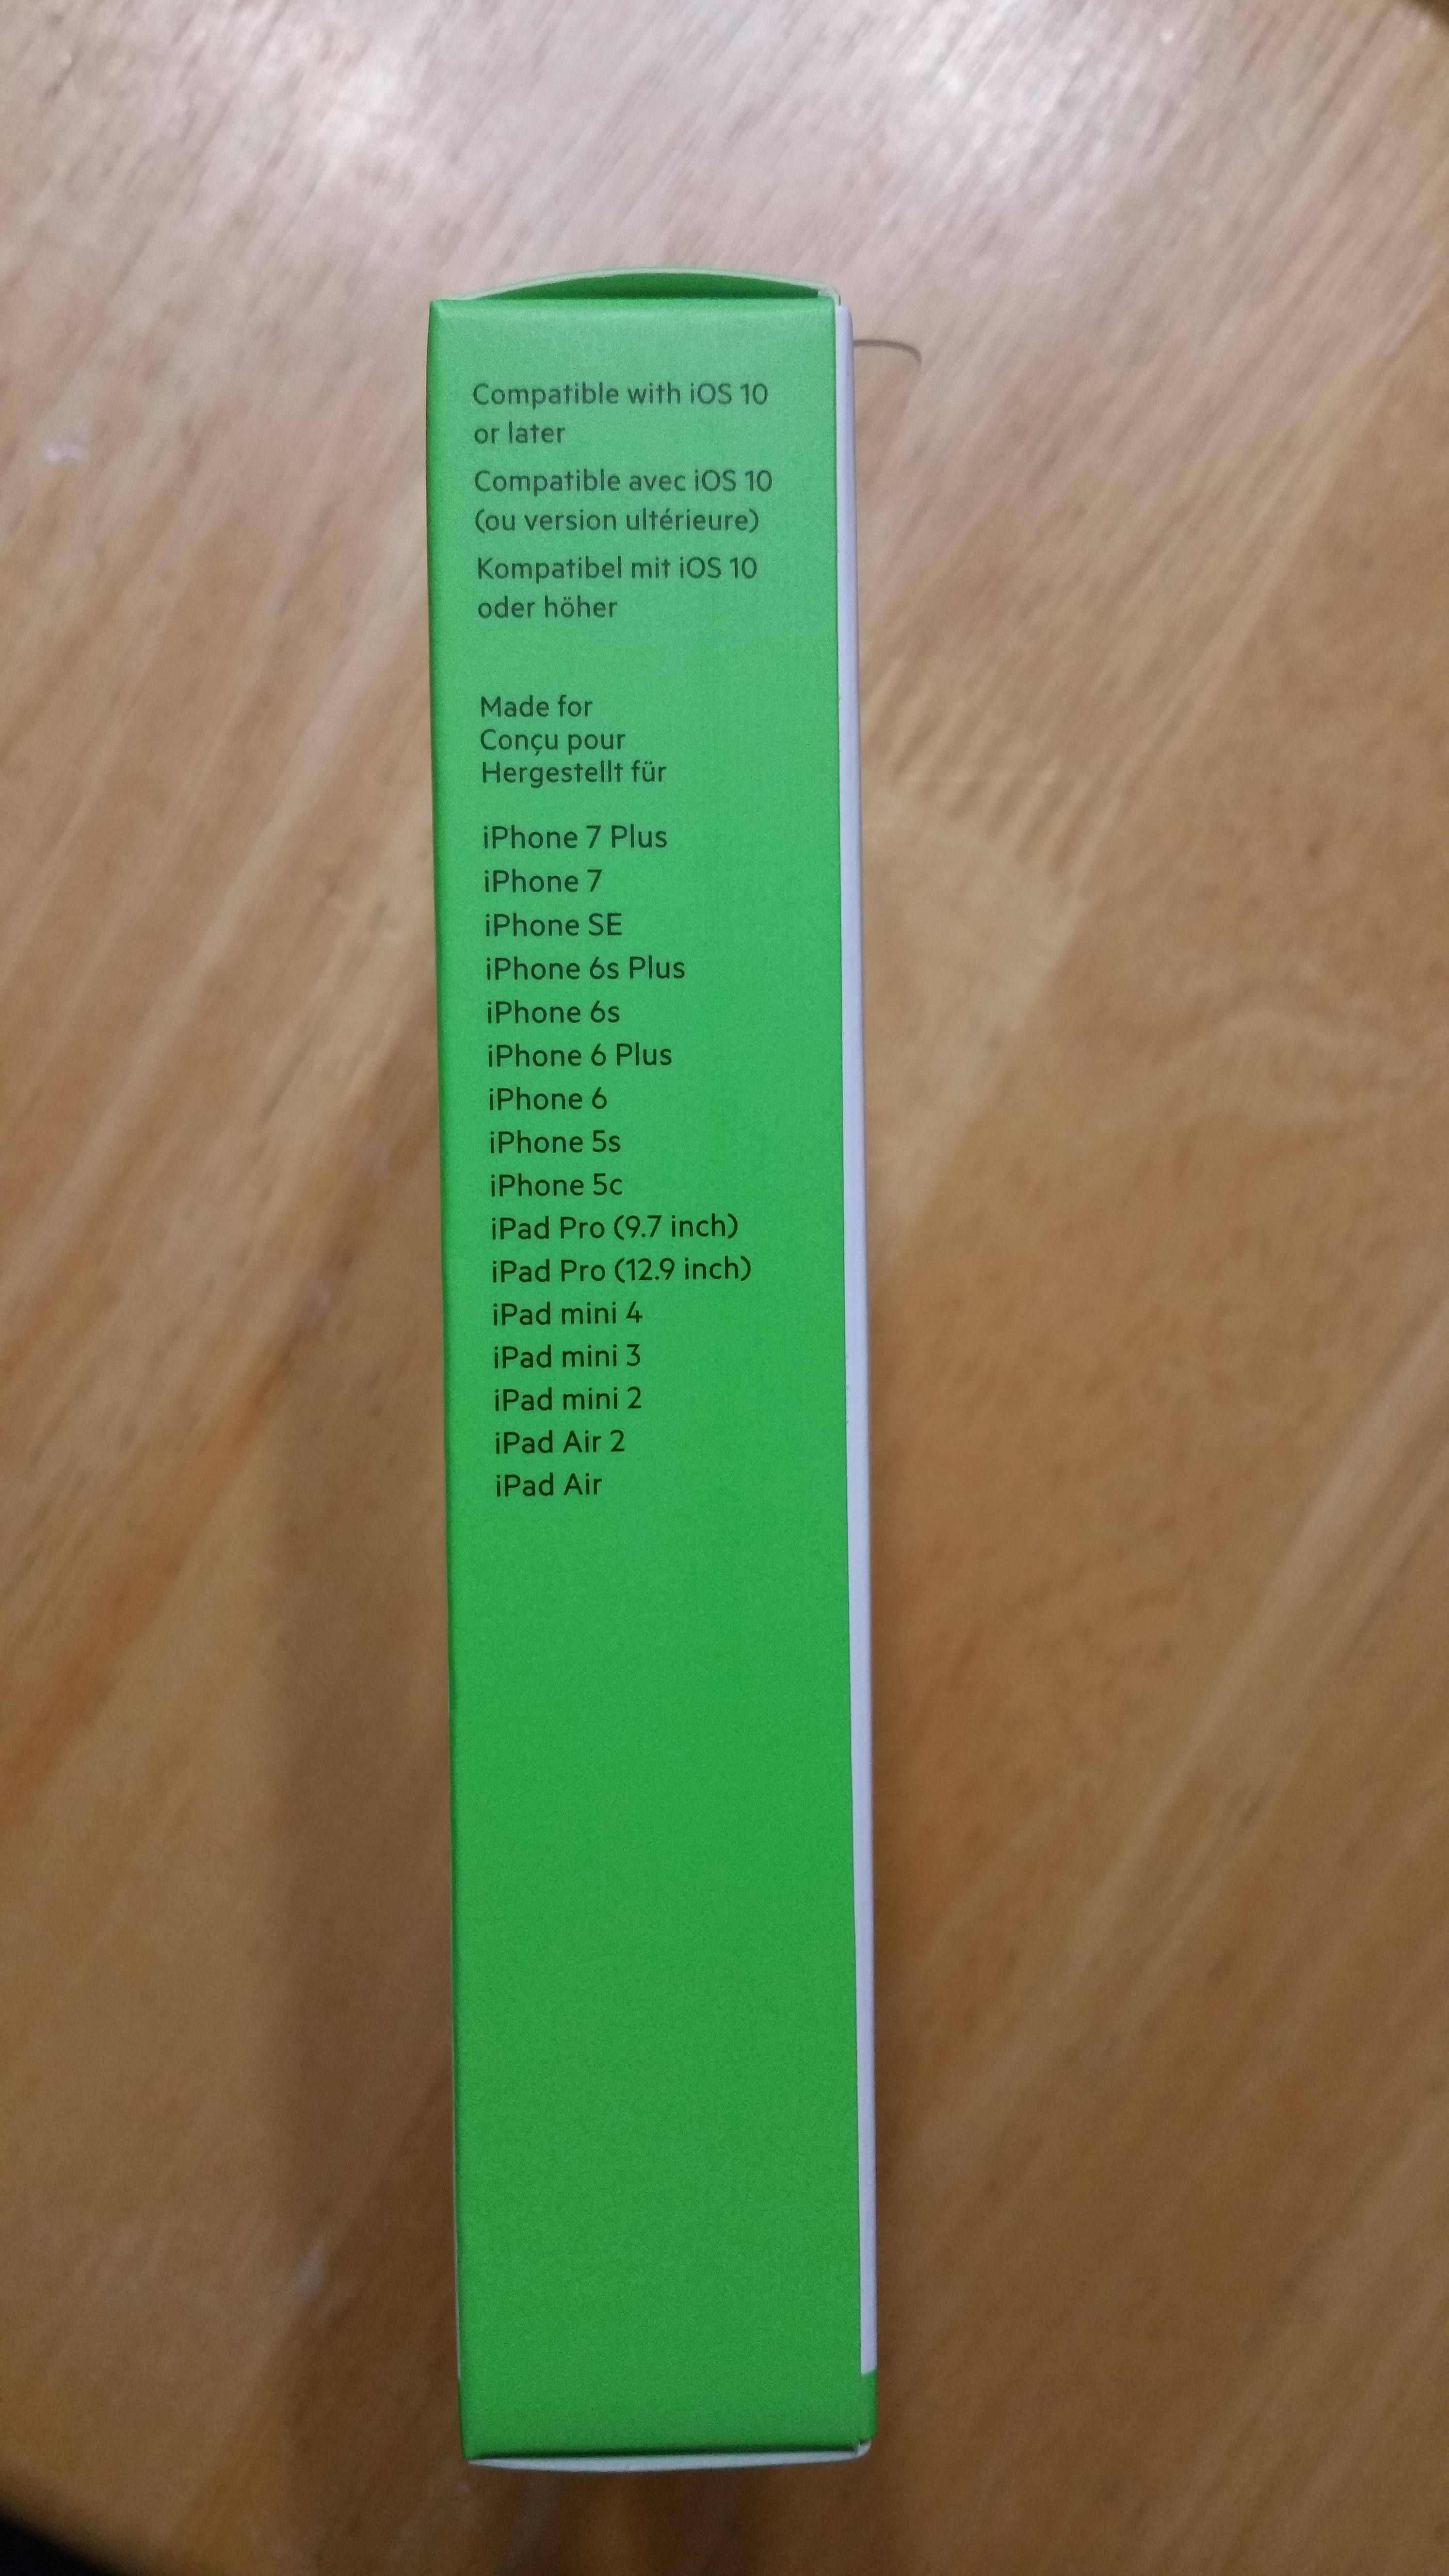 Compatible with iOS 10
or later
Compatible avec iOS 10
(ou version ultérieure)
Kompatibel mit iOS 10
oder höher
Made for
Conçu pour
Hergestellt für
iPhone 7 Plus
iPhone 7
iPhone SE
iPhone 6s Plus
iPhone 6s
iPhone 6 Plus
iPhone 6
iPhone 5s
iPhone 5c
iPad Pro (9.7 inch)
iPad Pro (12.9 inch)
iPad mini 4
iPad mini 3
iPad mini 2
iPad Air 2
iPad Air